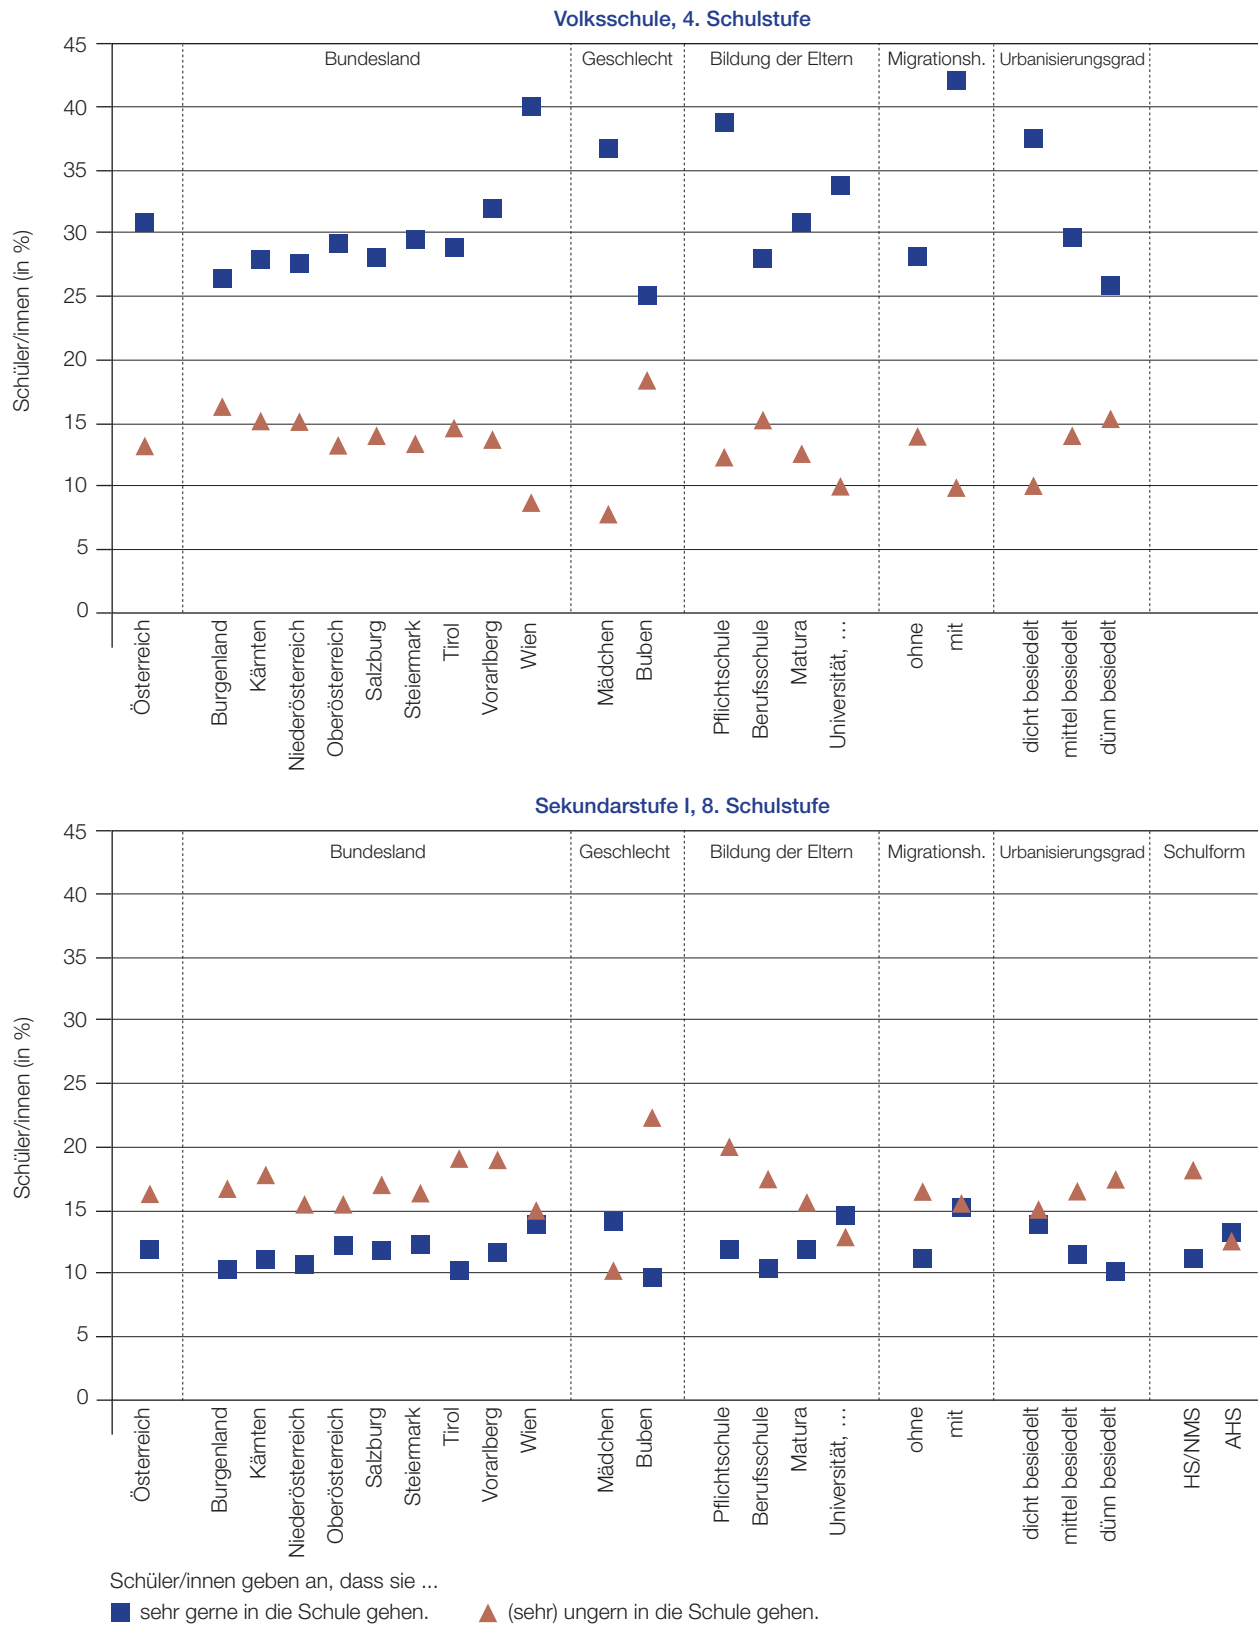 Volksschule, 4. Schulstufe
Bundesland Geschlecht Bildung der Eltern Migrationsh. Urbanisierungsgrad
Schüler/innen (in %)
45
40
35
30
25
20
15
10
5
0
Österreich
Burgenland
Kärnten
Niederösterreich
Oberösterreich
Salzburg
Steiermark
Tirol
Vorarlberg
Wien
Mädchen
Buben
Pflichtschule
Berufsschule
Matura
Universität, ...
ohne
mit
dicht besiedelt
mittel besiedelt
dünn besiedelt
Sekundarstufe I, 8. Schulstufe
Bundesland Geschlecht Bildung der Eltern Migrationsh. Urbanisierungsgrad Schulform
Schüler/innen (in %)
45
40
35
30
25
20
15
10
5
0
Österreich
Burgenland
Kärnten
Niederösterreich
Oberösterreich
Salzburg
Steiermark
Tirol
Vorarlberg
Wien
Mädchen
Buben
Pflichtschule
Berufsschule
Matura
Universität, ...
ohne
mit
dicht besiedelt
mittel besiedelt
dünn besiedelt
HS/NMS
AHS
Schüler/innen geben an, dass sie ...
sehr gerne in die Schule gehen. (sehr) ungern in die Schule gehen.